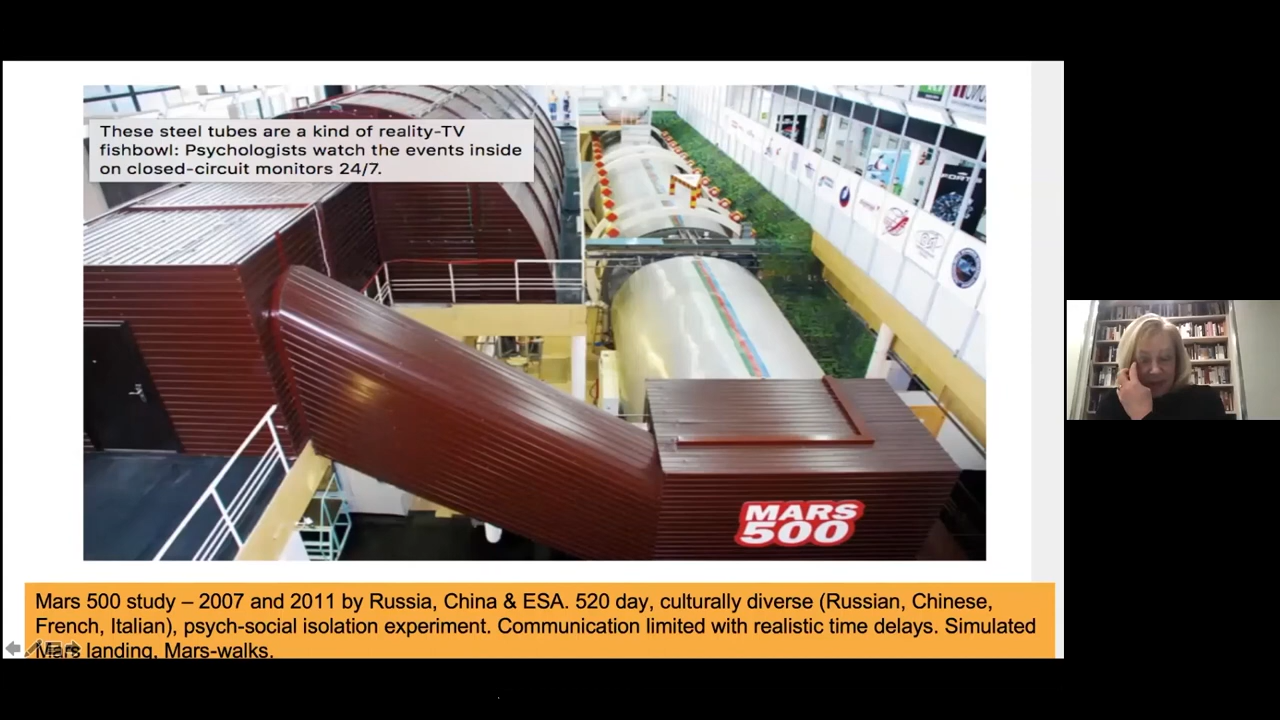 These steel tubes are a kind of reality-TV
fishbowl: Psychologists watch the events inside
on closed-circuit monitors 24/7.
MARS
500
Mars 500 study – 2007 and 2011 by Russia, China & ESA. 520 day, culturally diverse (Russian, Chinese,
French, Italian), psych-social isolation experiment. Communication limited with realistic time delays. Simulated
Mars landing, Mars-walks.